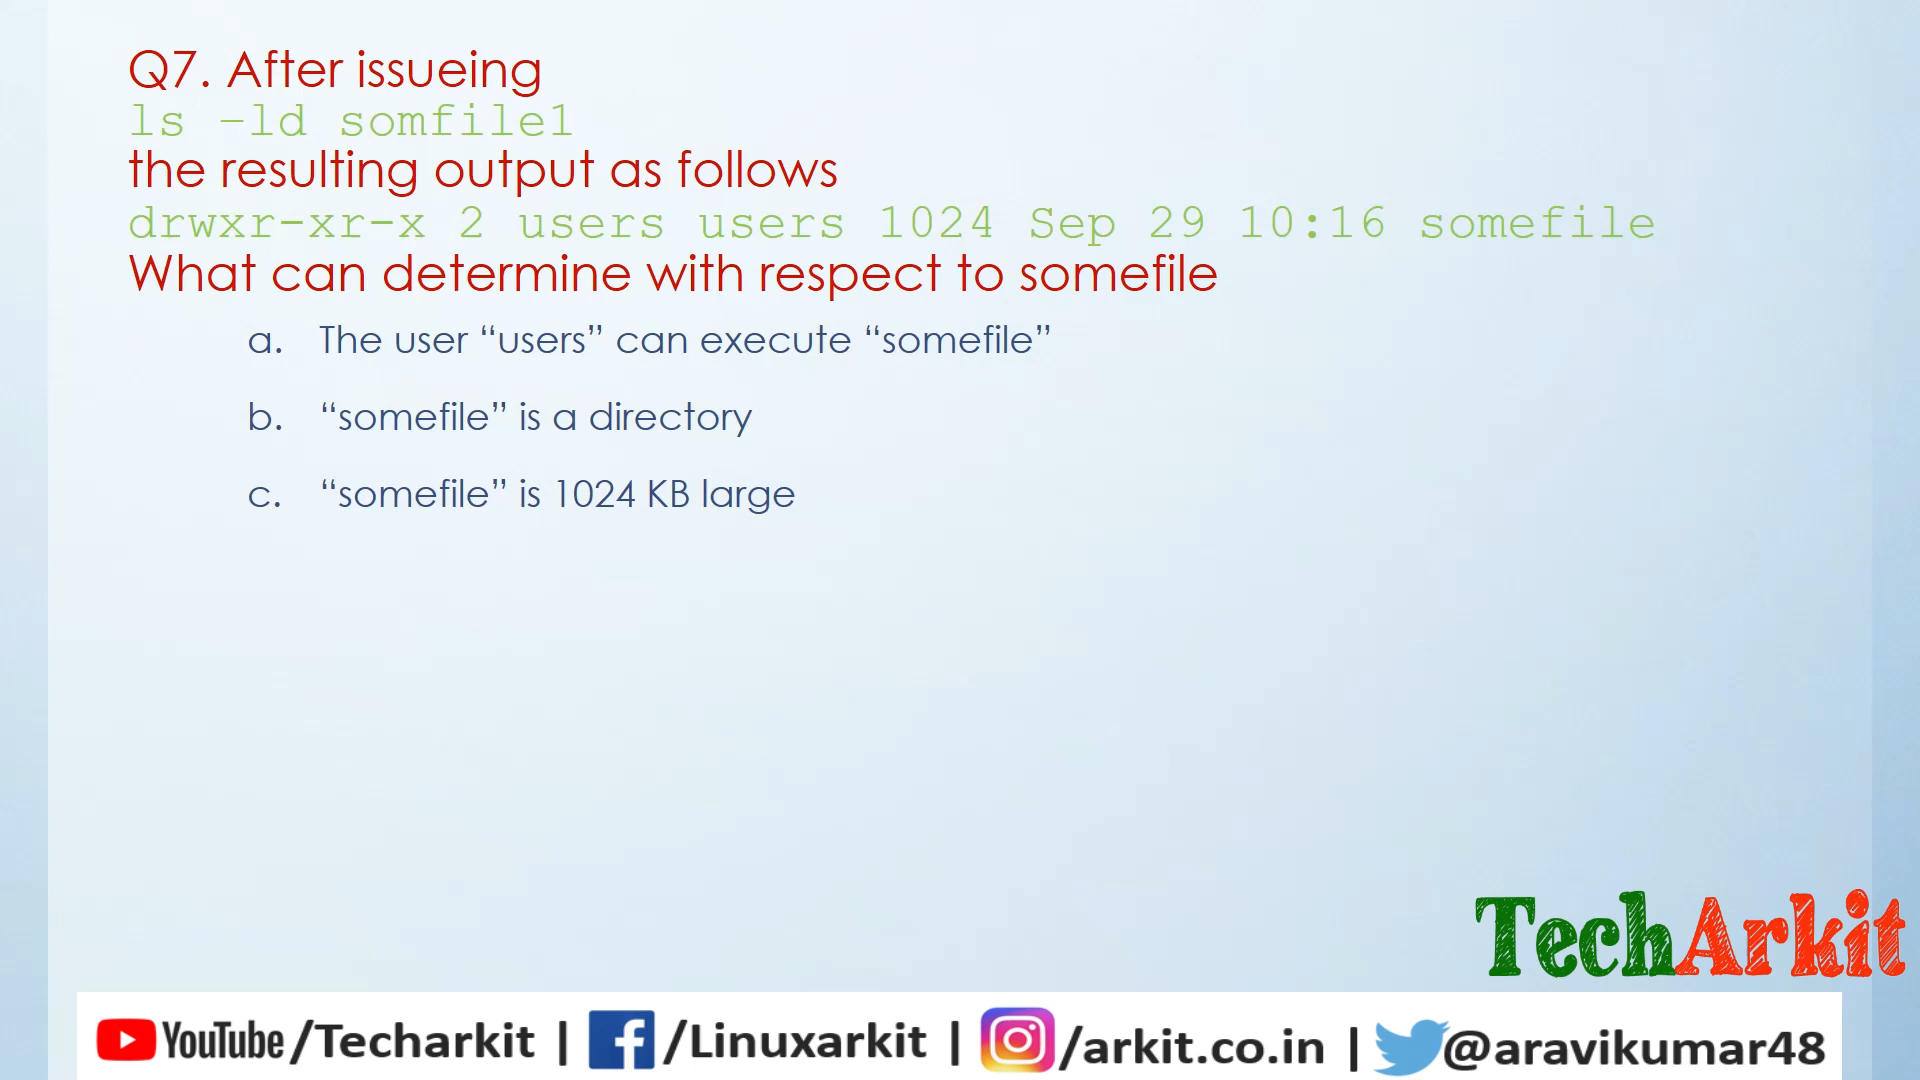 Q7. After issueing
ls –ld somfile1
the resulting output as follows
drwxr-xr-x 2 users users 1024 Sep 29 10:16 somefile
What can determine with respect to somefile
a. The user “users” can execute “somefile”
b. “somefile” is a directory
c. “somefile” is 1024 KB large
TechArkit
YouTube /Techarkit | /Linuxarkit | /arkit.co.in | @aravikumar48